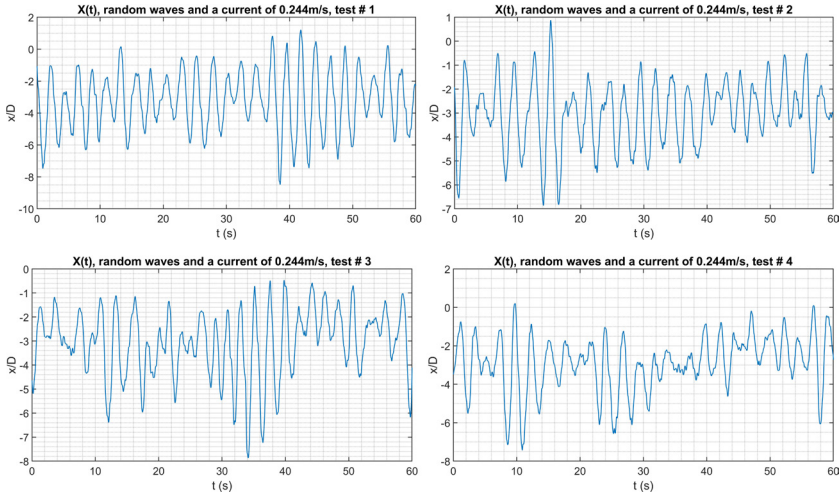 X(t), random waves and a current of 0.244m/s, test # 1
2
0
-2
-4
-6
-8
-10
x/D
0 10 20 30 40 50 60
t (s)
X(t), random waves and a current of 0.244m/s, test # 2
1
0
-1
-2
-3
-4
-5
-6
-7
x/D
0 10 20 30 40 50 60
t (s)
X(t), random waves and a current of 0.244m/s, test # 3
0
-1
-2
-3
-4
-5
-6
-7
-8
x/D
0 10 20 30 40 50 60
t (s)
X(t), random waves and a current of 0.244m/s, test # 4
2
0
-2
-4
-6
-8
x/D
0 10 20 30 40 50 60
t (s)